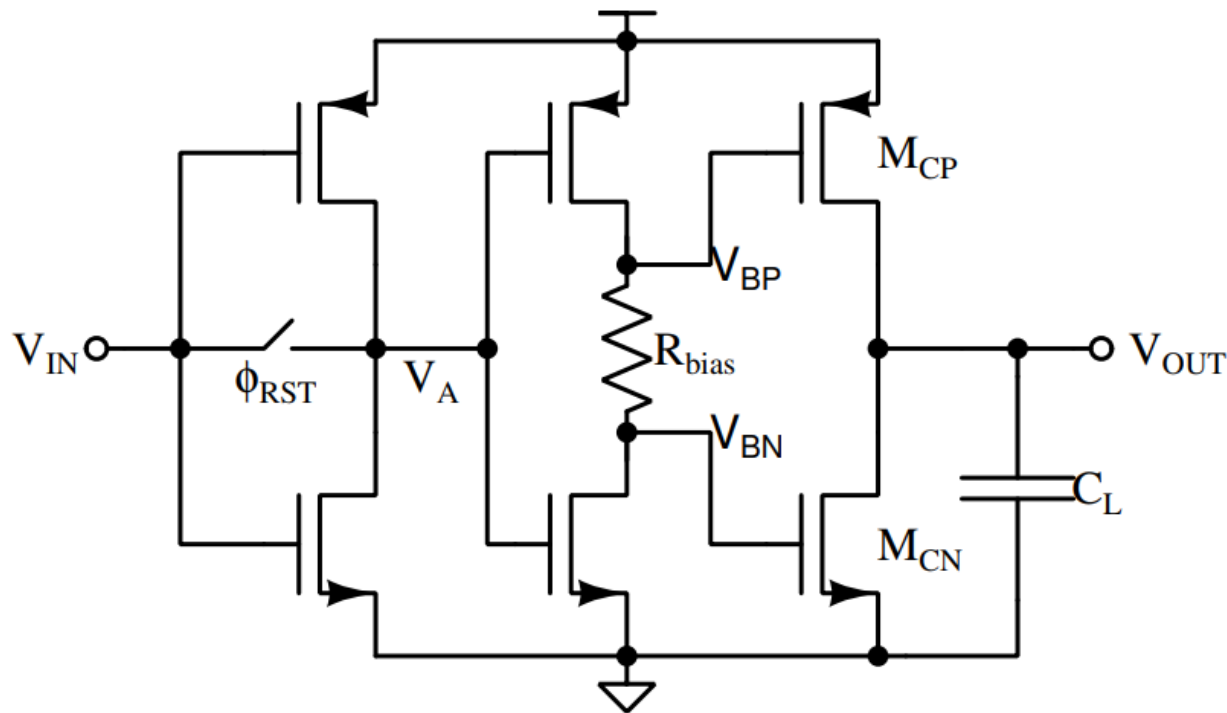 M_CP
V_BP
V_IN
φ_RST
V_A
R_bias
V_OUT
V_BN
C_L
M_CN